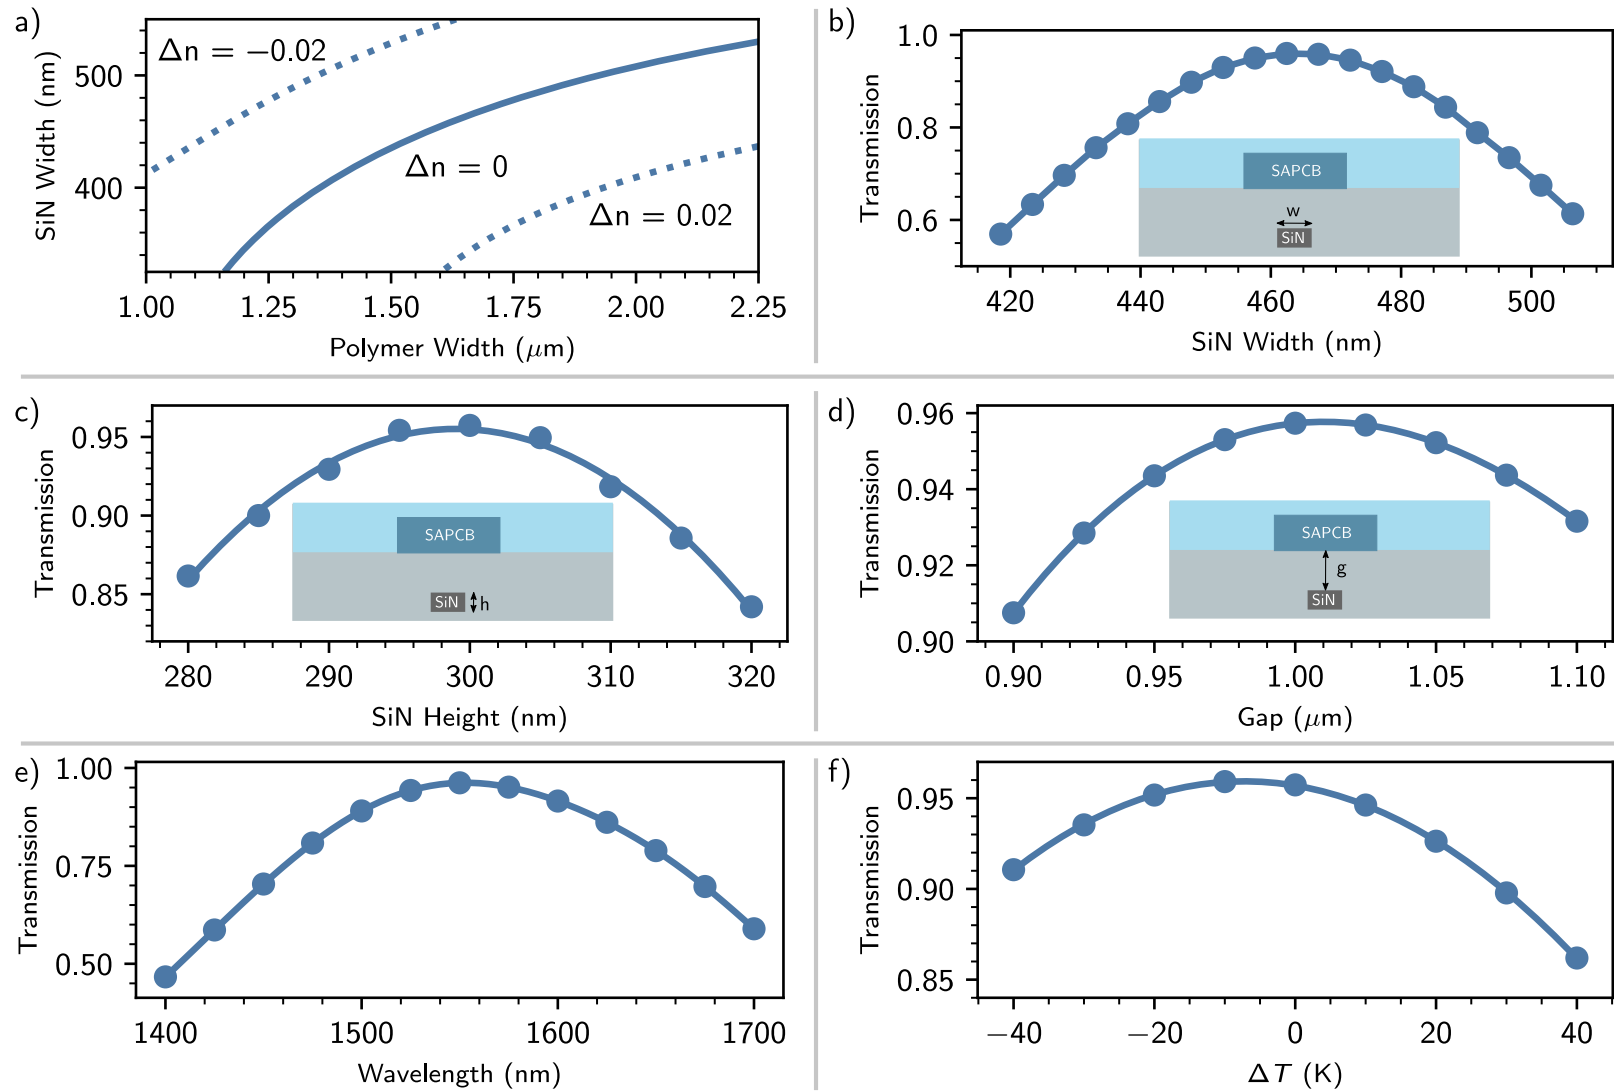 a)
SiN Width (nm)
500
400
Δn = −0.02
Δn = 0
Δn = 0.02
1.00 1.25 1.50 1.75 2.00 2.25
Polymer Width (μm)
b)
Transmission
1.0
0.8
0.6
SAPCB
w
SiN
420 440 460 480 500
SiN Width (nm)
c)
Transmission
0.95
0.90
0.85
SAPCB
SiN h
280 290 300 310 320
SiN Height (nm)
d)
Transmission
0.96
0.94
0.92
0.90
SAPCB
g
SiN
0.90 0.95 1.00 1.05 1.10
Gap (μm)
e)
Transmission
1.00
0.75
0.50
1400 1500 1600 1700
Wavelength (nm)
f)
Transmission
0.95
0.90
0.85
−40 −20 0 20 40
ΔT (K)